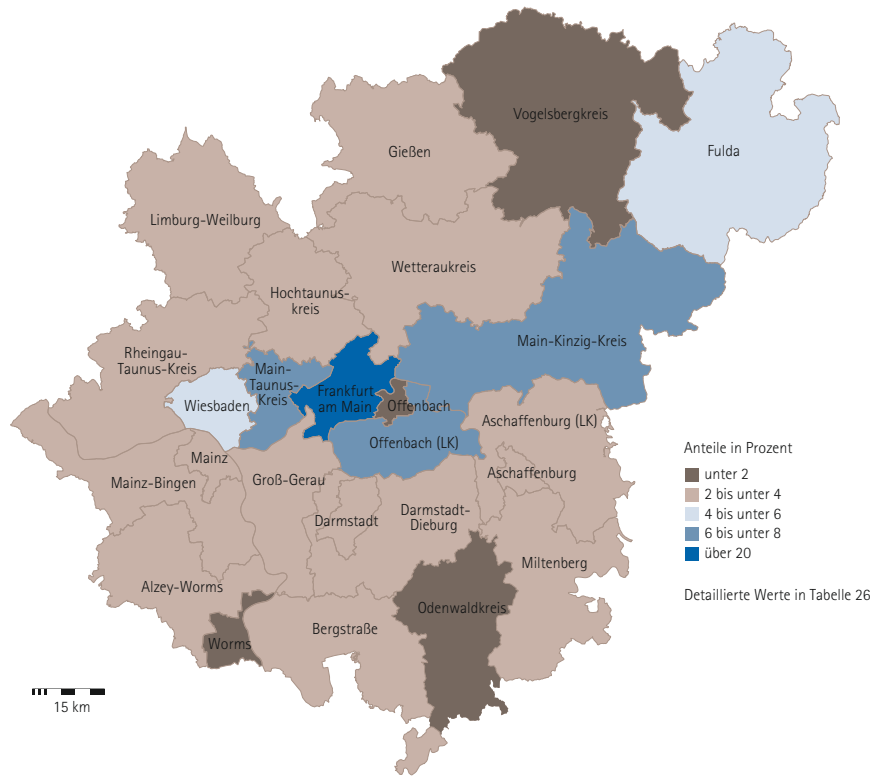 Vogelsbergkreis
Gießen
Fulda
Limburg-Weilburg
Wetteraukreis
Hochtaunus-
kreis
Main-Kinzig-Kreis
Rheingau-
Taunus-Kreis
Main-
Taunus-
Kreis
Frankfurt
am Main
Wiesbaden
Offenbach
Aschaffenburg (LK)
Offenbach (LK)
Mainz
Mainz-Bingen
Groß-Gerau
Aschaffenburg
Darmstadt
Darmstadt-
Dieburg
Miltenberg
Alzey-Worms
Odenwaldkreis
Bergstraße
Worms
Anteile in Prozent
unter 2
2 bis unter 4
4 bis unter 6
6 bis unter 8
über 20
Detaillierte Werte in Tabelle 26
15 km